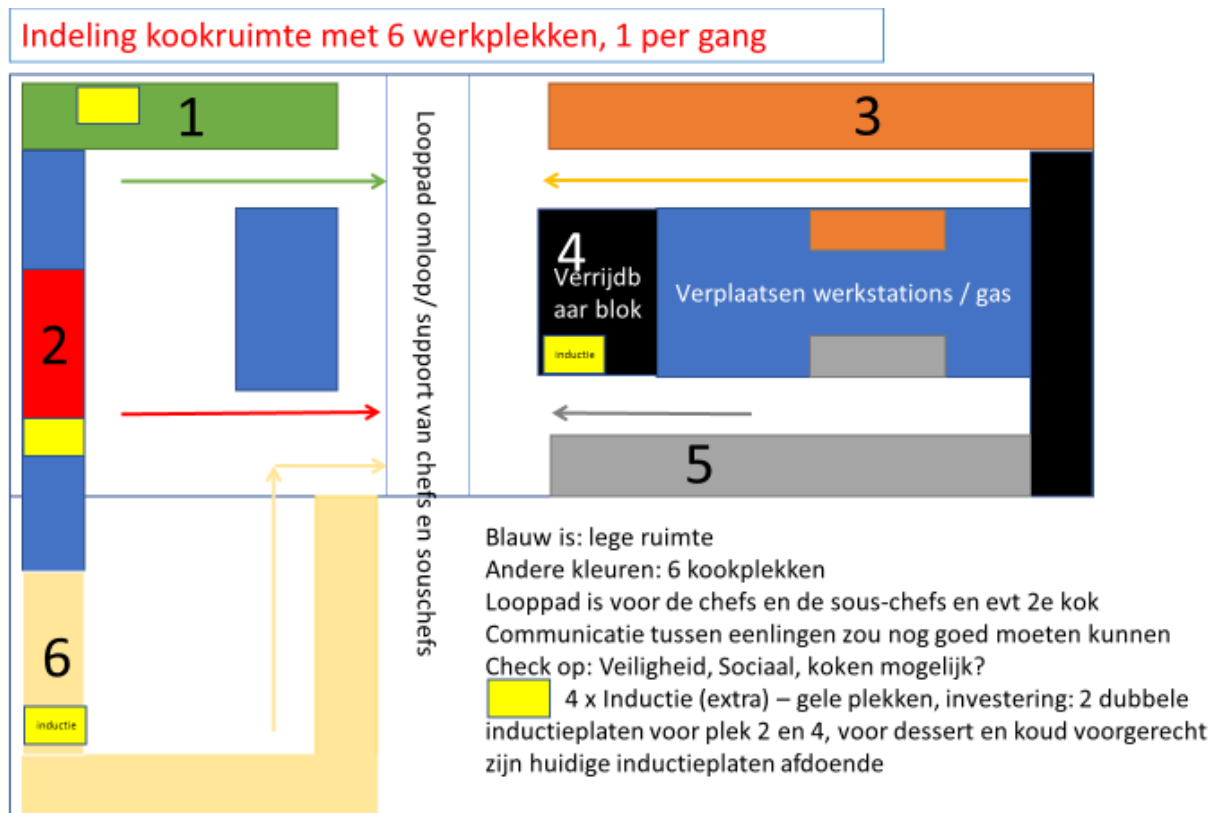 Indeling kookruimte met 6 werkplekken, 1 per gang
1
3
Looppad omloop/ support van chefs en souschefs
4
Verrijdb
aar blok
inductie
Verplaatsen werkstations / gas
2
5
6
inductie
Blauw is: lege ruimte
Andere kleuren: 6 kookplekken
Looppad is voor de chefs en de sous-chefs en evt 2e kok
Communicatie tussen eenlingen zou nog goed moeten kunnen
Check op: Veiligheid, Sociaal, koken mogelijk?
4 x Inductie (extra) – gele plekken, investering: 2 dubbele
inductieplaten voor plek 2 en 4, voor dessert en koud voorgerecht
zijn huidige inductieplaten afdoende